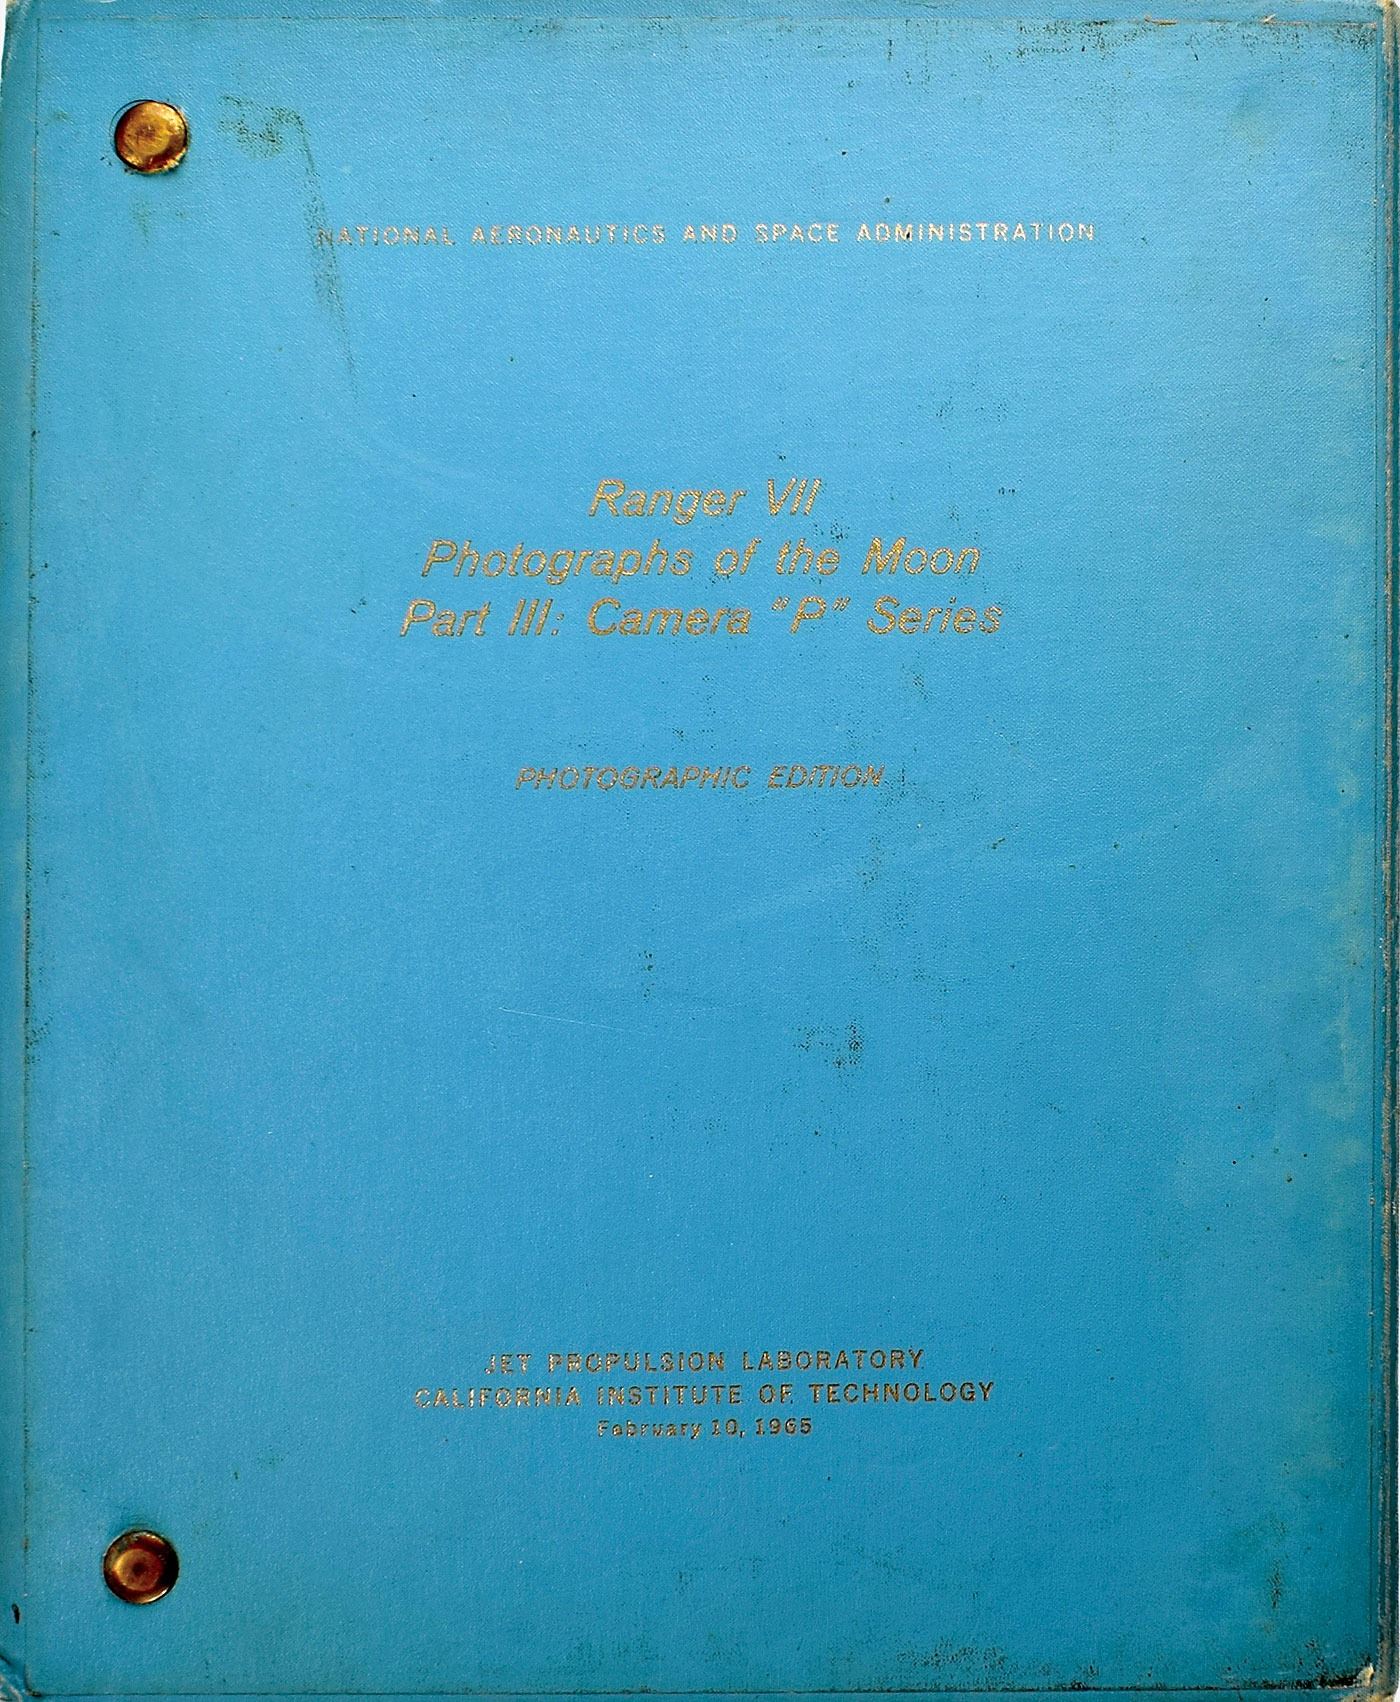 NATIONAL AERONAUTICS AND SPACE ADMINISTRATION
Ranger VII
Photographs of the Moon
Part III: Camera "P" Series
PHOTOGRAPHIC EDITION
JET PROPULSION LABORATORY
CALIFORNIA INSTITUTE OF TECHNOLOGY
February 10, 1965